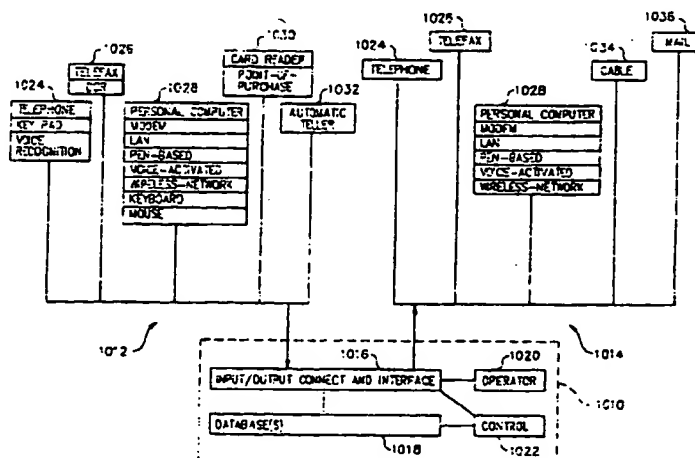 1030
1036
1026
CARD READER
1025
MAIL
1024
TELEFAX
POINT-OF-
PURCHASE
1024
TELEFAX
1034
OCR
1028
1032
TELEPHONE
CABLE
TELEPHONE
PERSONAL COMPUTER
AUTOMATIC
TELLER
1028
KEY PAD
MODEM
PERSONAL COMPUTER
VOICE
RECOGNITION
LAN
MODEM
PEN-BASED
LAN
VOICE-ACTIVATED
PEN-BASED
WIRELESS-NETWORK
VOICE-ACTIVATED
KEYBOARD
WIRELESS-NETWORK
MOUSE
1012
1016
1020
1014
INPUT/OUTPUT CONNECT AND INTERFACE
OPERATOR
1010
DATABASE(S)
CONTROL
1018
1022